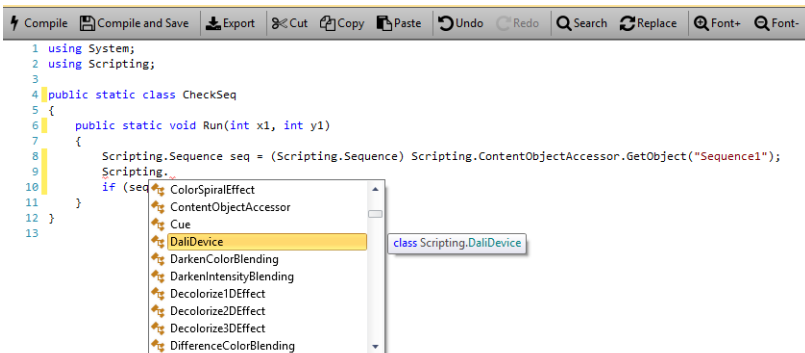 Compile Compile and Save Export Cut Copy Paste Undo Redo Search Replace Font+ Font-
1 using System;
2 using Scripting;
3
4 public static class CheckSeq
5 {
6 public static void Run(int x1, int y1)
7 {
8 Scripting.Sequence seq = (Scripting.Sequence) Scripting.ContentObjectAccessor.GetObject("Sequence1");
9 Scripting.
10 if (seq
11 }
12 }
13
ColorSpiralEffect
ContentObjectAccessor
Cue
DaliDevice
class Scripting.DaliDevice
DarkenColorBlending
DarkenIntensityBlending
Decolorize1DEffect
Decolorize2DEffect
Decolorize3DEffect
DifferenceColorBlending